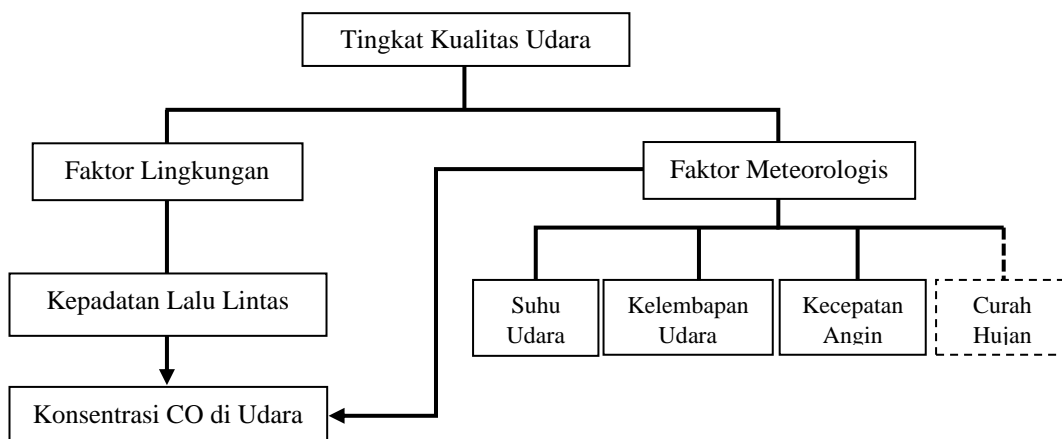 Tingkat Kualitas Udara
Faktor Lingkungan
Faktor Meteorologis
Kepadatan Lalu Lintas
Suhu
Udara
Kelembapan
Udara
Kecepatan
Angin
Curah
Hujan
Konsentrasi CO di Udara